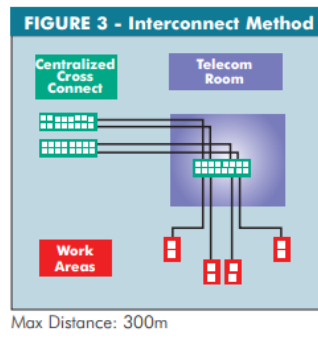 FIGURE 3 - Interconnect Method
Centralized
Cross
Connect
Telecom
Room
Work
Areas
Max Distance: 300m